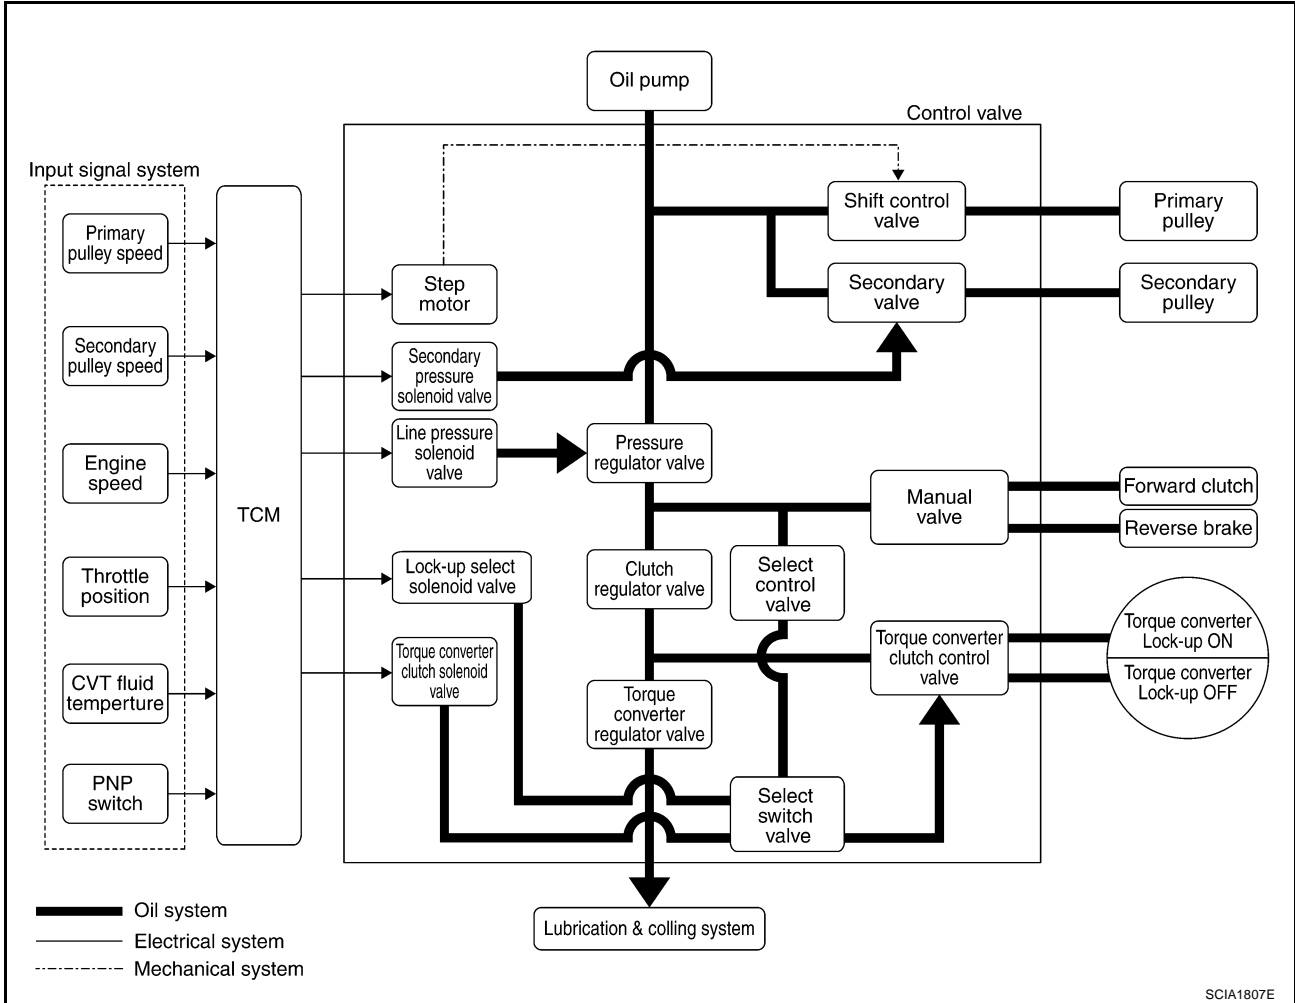 Oil pump
Control valve
Input signal system
Primary
pulley speed
Secondary
pulley speed
Engine
speed
Throttle
position
CVT fluid
temperture
PNP
switch
TCM
Step
motor
Secondary
pressure
solenoid valve
Line pressure
solenoid
valve
Lock-up select
solenoid valve
Torque converter
clutch solenoid
valve
Pressure
regulator valve
Clutch
regulator valve
Torque
converter
regulator valve
Shift control
valve
Secondary
valve
Manual
valve
Select
control
valve
Torque converter
clutch control
valve
Select
switch
valve
Primary
pulley
Secondary
pulley
Forward clutch
Reverse brake
Torque converter
Lock-up ON
Torque converter
Lock-up OFF
Lubrication & colling system
Oil system
Electrical system
Mechanical system
SCIA1807E